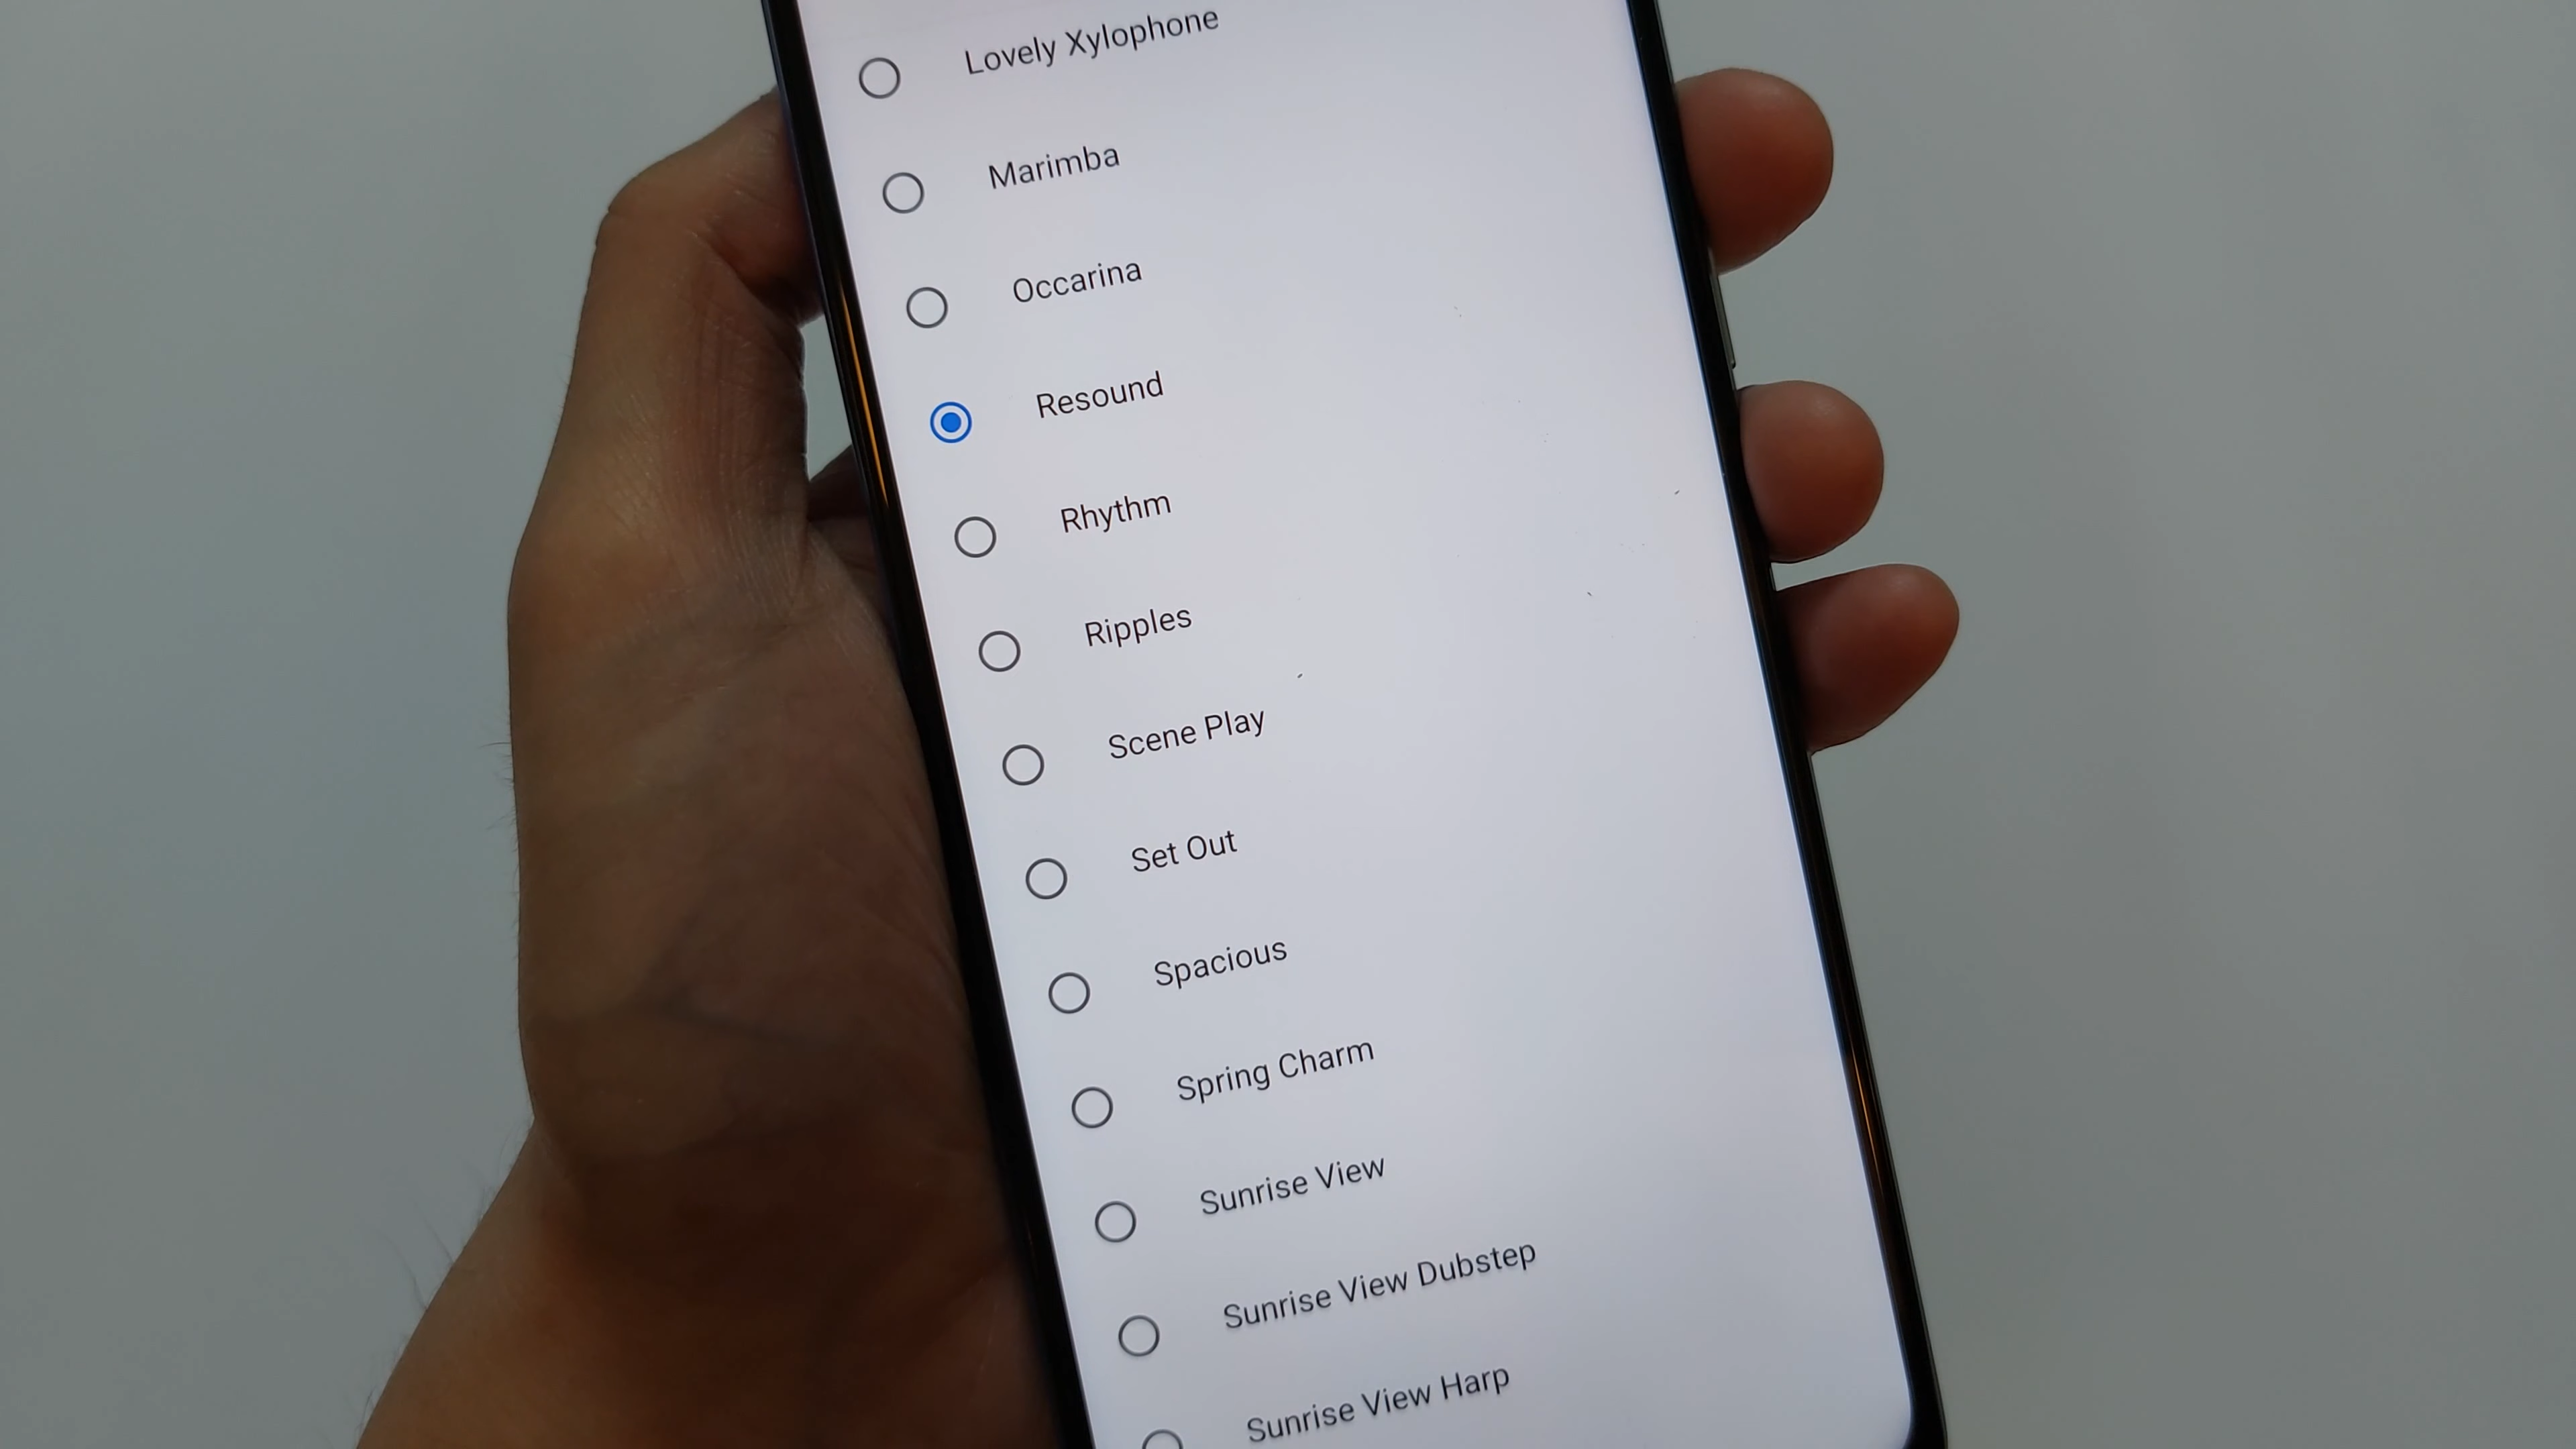 Lovely Xylophone
Marimba
Occarina
Resound
Rhythm
Ripples
Scene Play
Set Out
Spacious
Spring Charm
Sunrise View
Sunrise View Dubstep
Sunrise View Harp